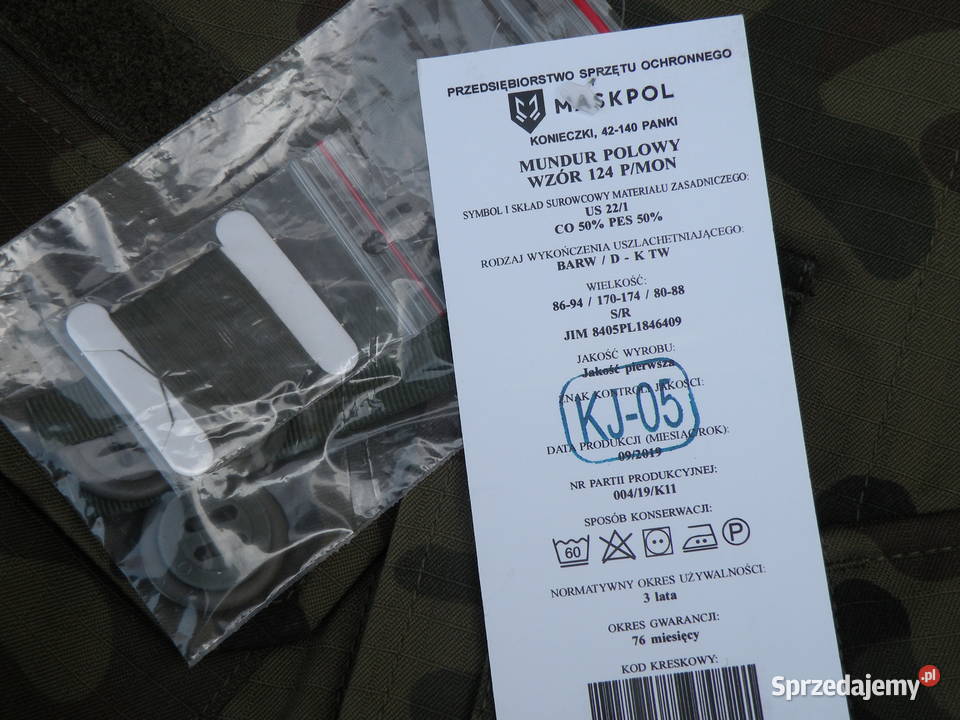 PRZEDSIĘBIORSTWO SPRZĘTU OCHRONNEGO
MASKPOL
KONIECZKI, 42-140 PANKI
MUNDUR POLOWY
WZÓR 124 P/MON
SYMBOL I SKŁAD SUROWCOWY MATERIAŁU ZASADNICZEGO:
US 22/1
CO 50% PES 50%
RODZAJ WYKOŃCZENIA USZLACHETNIAJĄCEGO:
BARW / D - K TW
WIELKOŚĆ:
86-94 / 170-174 / 80-88
S/R
JIM 8405PL1846409
JAKOŚĆ WYROBU:
Jakość pierwsza
ZNAK KONTROLI JAKOŚCI:
KJ-05
DATA PRODUKCJI (MIESIĄC/ROK):
09/2019
NR PARTII PRODUKCYJNEJ:
004/19/K11
SPOSÓB KONSERWACJI:
60 P
NORMATYWNY OKRES UŻYWALNOŚCI:
3 lata
OKRES GWARANCJI:
76 miesięcy
KOD KRESKOWY:
Sprzedajemy.pl